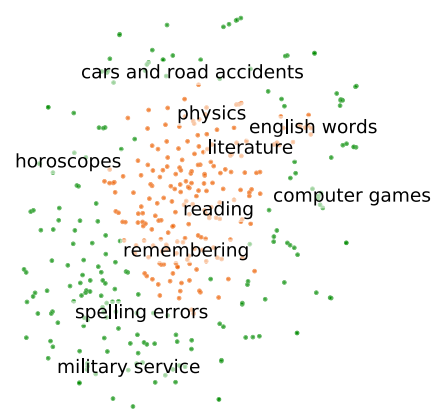 cars and road accidents
physics
english words
literature
horoscopes
computer games
reading
remembering
spelling errors
military service